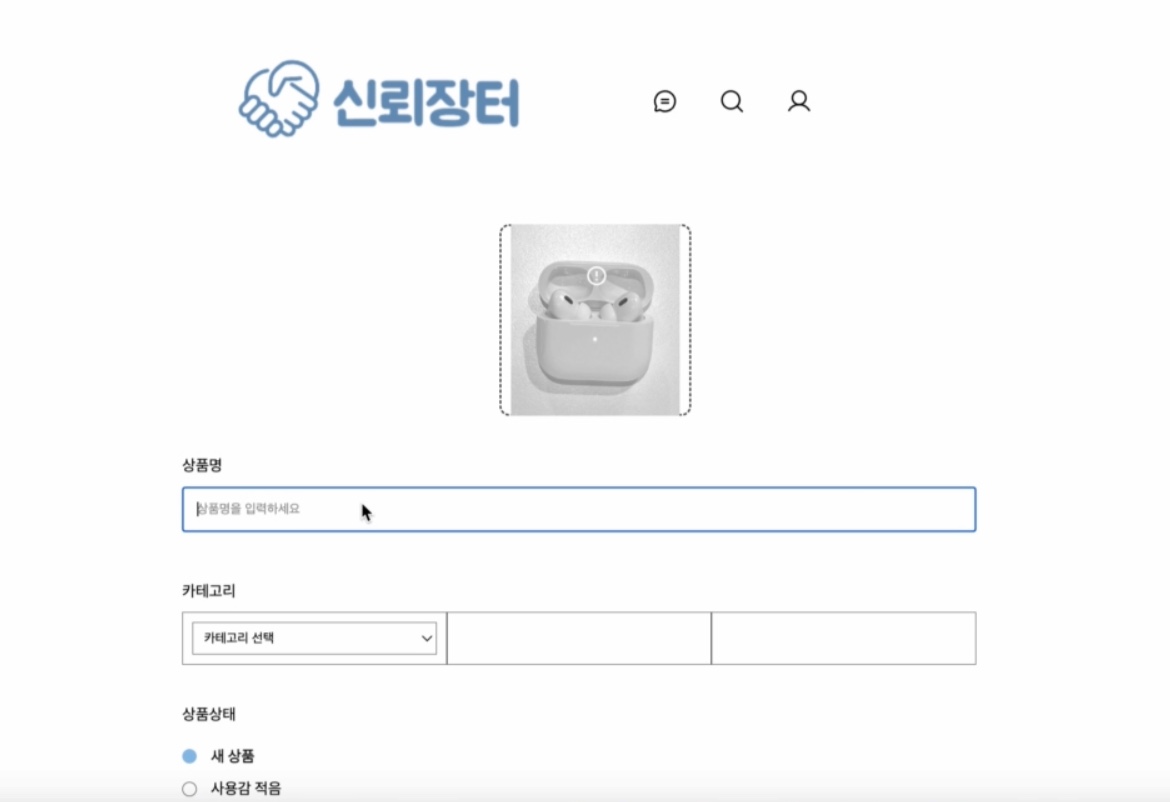 신뢰장터
상품명
상품명을 입력하세요
카테고리
카테고리 선택
상품상태
새 상품
사용감 적음